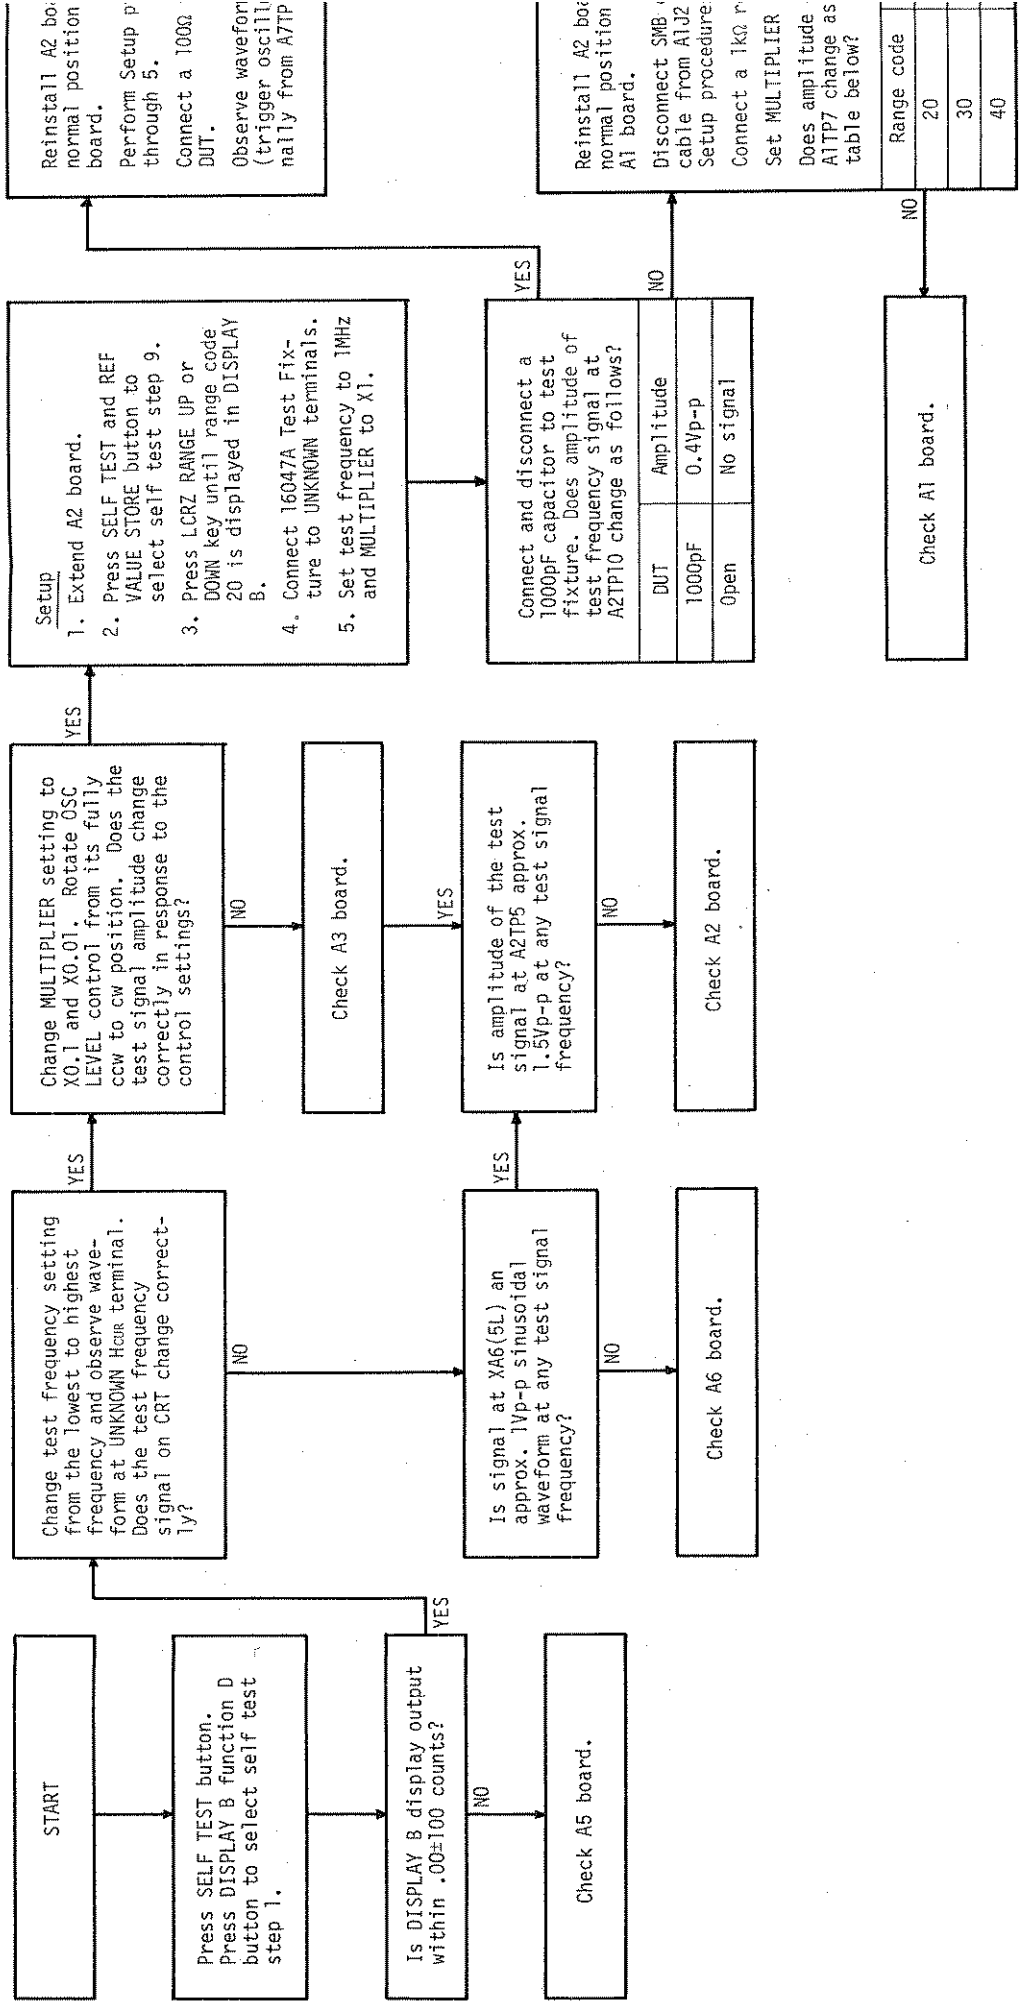 START
Press SELF TEST button.
Press DISPLAY B function D
button to select self test
step 1.
Is DISPLAY B display output
within .00±100 counts?
YES
NO
Check A5 board.
Change test frequency setting
from the lowest to highest
frequency and observe wave-
form at UNKNOWN HCUR terminal.
Does the test frequency
signal on CRT change correct-
ly?
YES
NO
Is signal at XA6(5L) an
approx. 1Vp-p sinusoidal
waveform at any test signal
frequency?
YES
NO
Check A6 board.
Change MULTIPLIER setting to
X0.1 and X0.01. Rotate OSC
LEVEL control from its fully
ccw to cw position. Does the
test signal amplitude change
correctly in response to the
control settings?
YES
NO
Check A3 board.
YES
Is amplitude of the test
signal at A2TP5 approx.
1.5Vp-p at any test signal
frequency?
NO
Check A2 board.
Setup
1. Extend A2 board.
2. Press SELF TEST and REF
VALUE STORE button to
select self test step 9.
3. Press LCRZ RANGE UP or
DOWN key until range code
20 is displayed in DISPLAY
B.
4. Connect 16047A Test Fix-
ture to UNKNOWN terminals.
5. Set test frequency to 1MHz
and MULTIPLIER to X1.
Connect and disconnect a
1000pF capacitor to test
fixture. Does amplitude of
test frequency signal at
A2TP10 change as follows?
DUT Amplitude
1000pF 0.4Vp-p
Open No signal
YES
NO
Check A1 board.
Reinstall A2
normal position
board.
Perform Setup
through 5.
Connect a 100Ω
DUT.
Observe
(trigger
nally from A7TP
Reinstall A2
normal position
A1 board.
Disconnect SMB
cable from A1J2
Setup
Connect a 1kΩ
Set MULTIPLIER
Does amplitude
A1TP7 change as
table below?
Range code
20
30
40
NO